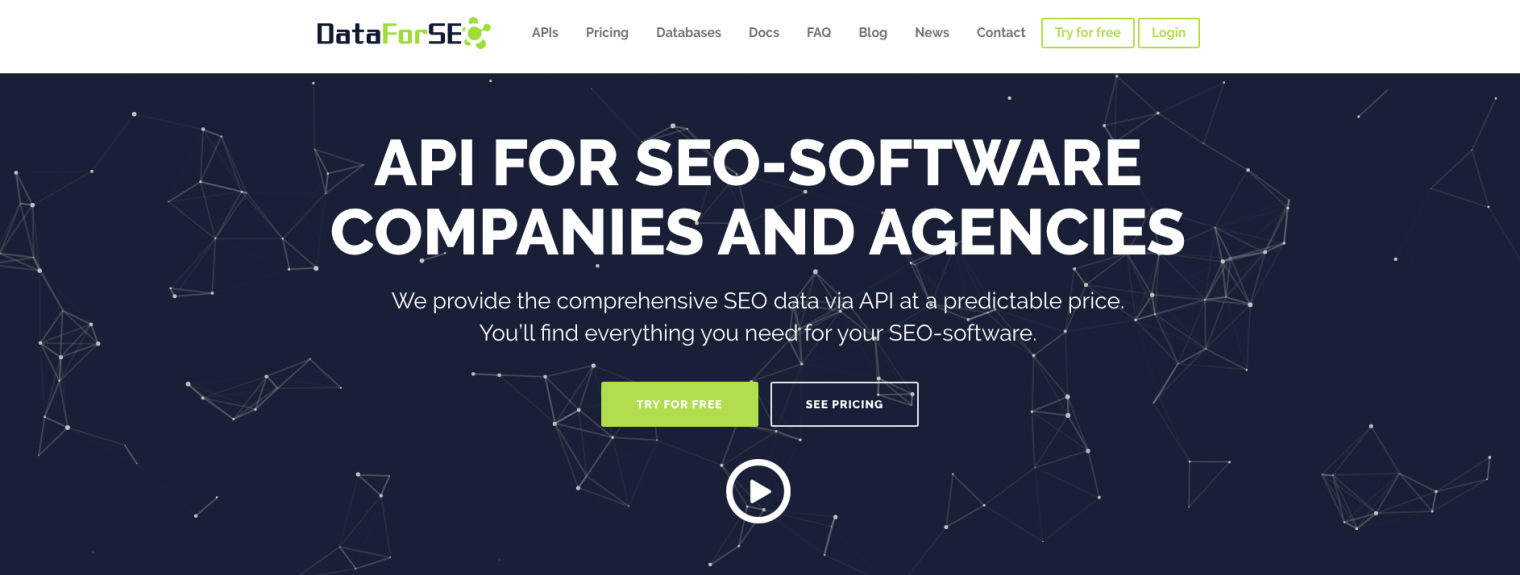 DataForSEO
APIs
Pricing
Databases
Docs
FAQ
Blog
News
Contact
Try for free
Login
API FOR SEO-SOFTWARE
COMPANIES AND AGENCIES
We provide the comprehensive SEO data via API at a predictable price.
You'll find everything you need for your SEO-software.
TRY FOR FREE
SEE PRICING